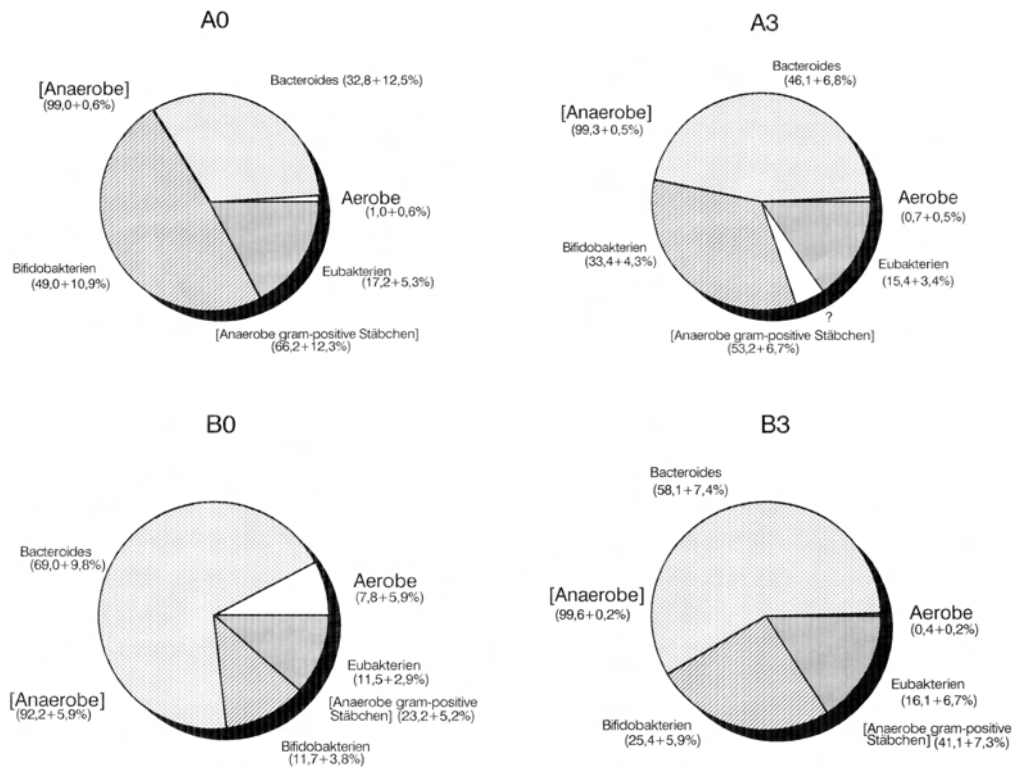 A0
Bacteroides (32,8+12,5%)
[Anaerobe]
(99,0+0,6%)
Aerobe
(1,0+0,6%)
Bifidobakterien
(49,0+10,9%)
Eubakterien
(17,2+5,3%)
[Anaerobe gram-positive Stäbchen]
(66,2+12,3%)
A3
Bacteroides
(46,1+6,8%)
[Anaerobe]
(99,3+0,5%)
Aerobe
(0,7+0,5%)
Bifidobakterien
(33,4+4,3%)
Eubakterien
(15,4+3,4%)
?
[Anaerobe gram-positive Stäbchen]
(53,2+6,7%)
B0
Bacteroides
(69,0+9,8%)
Aerobe
(7,8+5,9%)
Eubakterien
(11,5+2,9%)
[Anaerobe gram-positive
Stäbchen] (23,2+5,2%)
[Anaerobe]
(92,2+5,9%)
Bifidobakterien
(11,7+3,8%)
B3
Bacteroides
(58,1+7,4%)
[Anaerobe]
(99,6+0,2%)
Aerobe
(0,4+0,2%)
Eubakterien
(16,1+6,7%)
Bifidobakterien
(25,4+5,9%)
[Anaerobe gram-positive
Stäbchen] (41,1+7,3%)